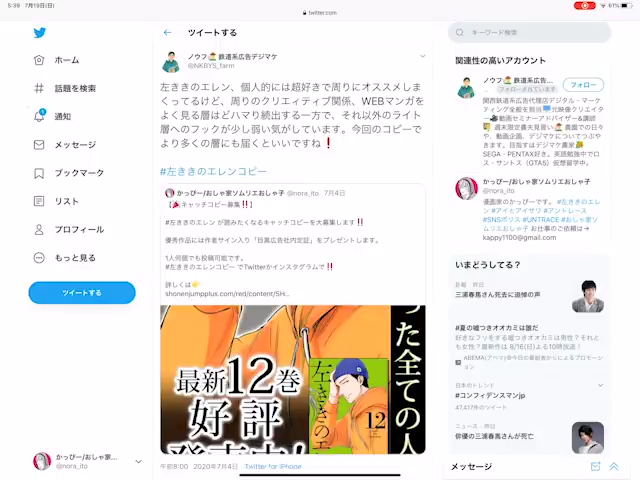 5:39 7月19日(日)
twitter.com
61%
ホーム
話題を検索
1
通知
メッセージ
ブックマーク
リスト
プロフィール
もっと見る
ツイートする
かっぴー/おしゃ家...
@nora_ito
ツイートする
ノウフ 鉄道系広告デジマケ
@NKBYS_farm
左ききのエレン、個人的には超好きで周りにオススメしま
くってるけど、周りのクリエイティブ関係、WEBマンガを
よく見る層はどハマり続出する一方で、それ以外のライト
層へのフックが少し弱い気がしています。今回のコピーで
より多くの層にも届くといいですね❗
#左ききのエレンコピー
かっぴー/おしゃ家ソムリエおしゃ子 @nora_ito 7月4日
【🎉キャッチコピー募集‼】
#左ききのエレン が読みたくなるキャッチコピーを大募集します‼
優秀作品には作者サイン入り「目黒広告社内定証」をプレゼントします。
1人何個でも投稿可能です。
#左ききのエレンコピー でTwitterかインスタグラムで‼
詳しくは👉
shonenjumpplus.com/red/content/SH...
った全ての人
最新12巻
好評
左ききのエ
12
午前8:00 2020年7月4日 Twitter for iPhone
キーワード検索
関連性の高いアカウント
ノウフ 鉄道系広告...
フォローされています
フォロー
関西鉄道系広告代理店デジタル・マーケ
ティング全般を担当 元映像クリエイタ
ー 動画セミナーアドバイザー&講師
週末限定農夫見習い 農園での日々
や、動画企画、デジマケについてつぶや
きます。目指すはデジマケ農家
SEGA・PENTAX好き。英語勉強中でロ
ス・サントス（GTA5）仮想留学中。
かっぴー/おしゃ家ソムリエおしゃ子
@nora_ito
漫画家のかっぴーです。 #左ききのエレ
ン #アイとアイザワ #アントレース
#SNSポリス #UNTRACE #おしゃ家ソ
ムリエおしゃ子 お仕事のご依頼は→
kappy1100@gmail.com
いまどうしてる？
三浦春馬さん死去に追悼の声
#夏の嘘つきオオカミは誰だ
好きなフリをする嘘つきオオカミは男性？それと
も女性？最新作は 8/16(日)よる10時放送！
日本のトレンド
#コンフィデンスマンjp
47,417件のツイート
ニュース・昨日
俳優の三浦春馬さんが死亡
メッセージ